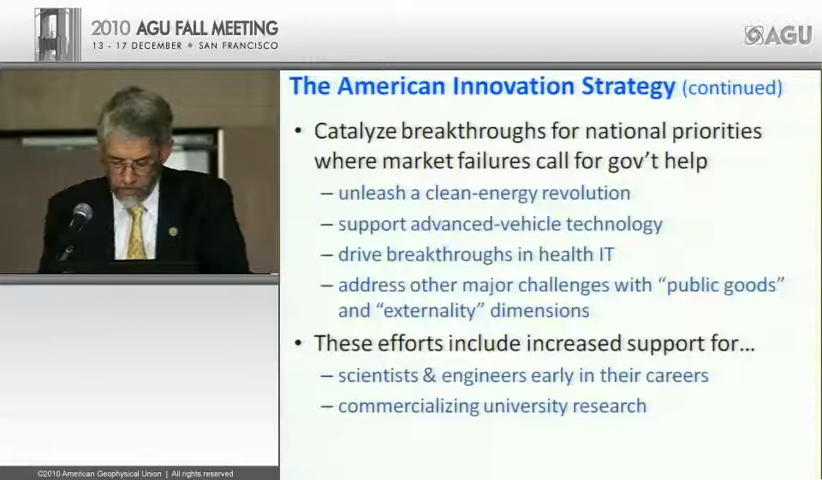 2010 AGU FALL MEETING
13 - 17 DECEMBER • SAN FRANCISCO
AGU
The American Innovation Strategy (continued)
• Catalyze breakthroughs for national priorities
where market failures call for gov't help
– unleash a clean-energy revolution
– support advanced-vehicle technology
– drive breakthroughs in health IT
– address other major challenges with “public goods”
and “externality” dimensions
• These efforts include increased support for…
– scientists & engineers early in their careers
– commercializing university research
©2010 American Geophysical Union | All rights reserved